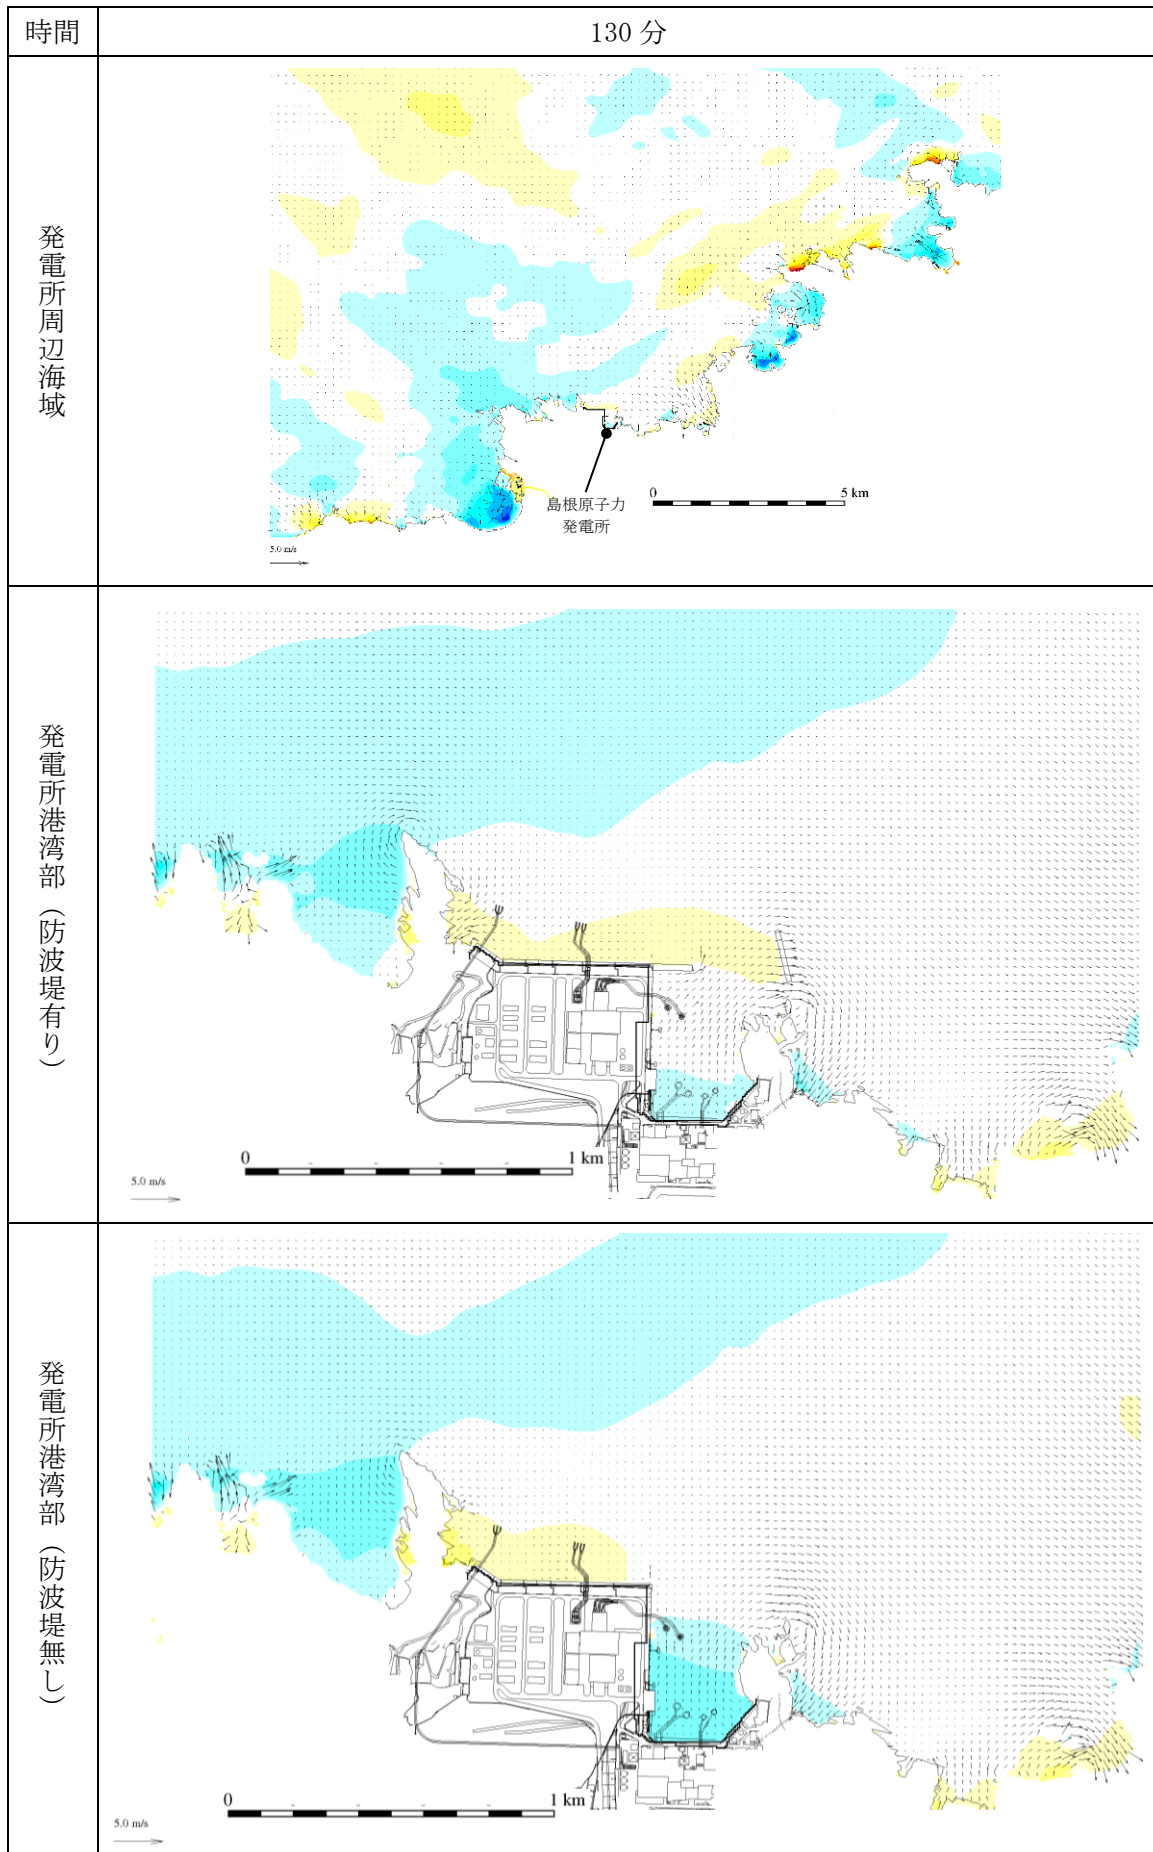 時間
130 分
発電所周辺海域
島根原子力
発電所
0
5 km
5.0 m/s
発電所港湾部（防波堤有り）
0
1 km
5.0 m/s
発電所港湾部（防波堤無し）
0
1 km
5.0 m/s